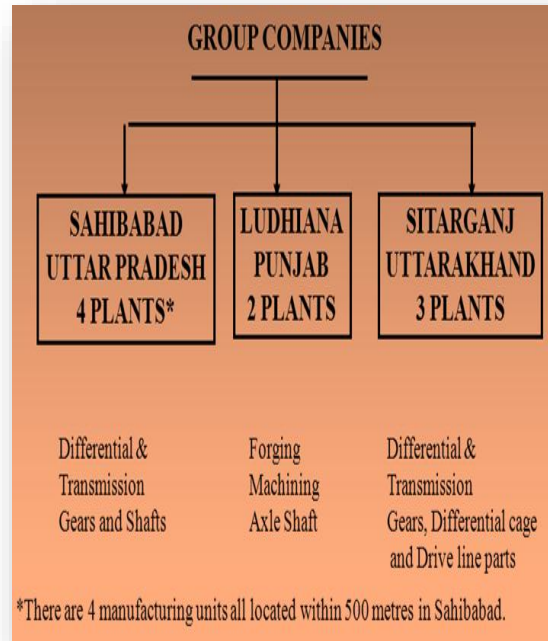 GROUP COMPANIES
SAHIBABAD
UTTAR PRADESH
4 PLANTS*
LUDHIANA
PUNJAB
2 PLANTS
SITARGANJ
UTTARAKHAND
3 PLANTS
Differential &
Transmission
Gears and Shafts
Forging
Machining
Axle Shaft
Differential &
Transmission
Gears, Differential cage
and Drive line parts
*There are 4 manufacturing units all located within 500 metres in Sahibabad.